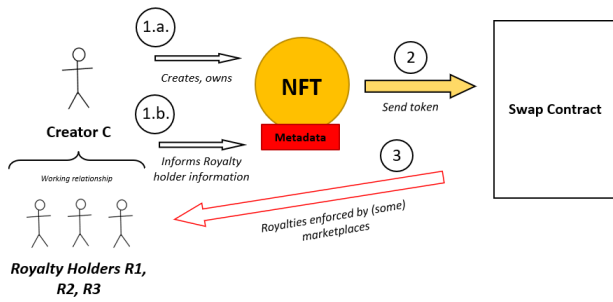 1.a.
Creates, owns
NFT
Metadata
2
Send token
Swap Contract
Creator C
1.b.
Informs Royalty
holder information
Working relationship
3
Royalties enforced by (some)
marketplaces
Royalty Holders R1,
R2, R3